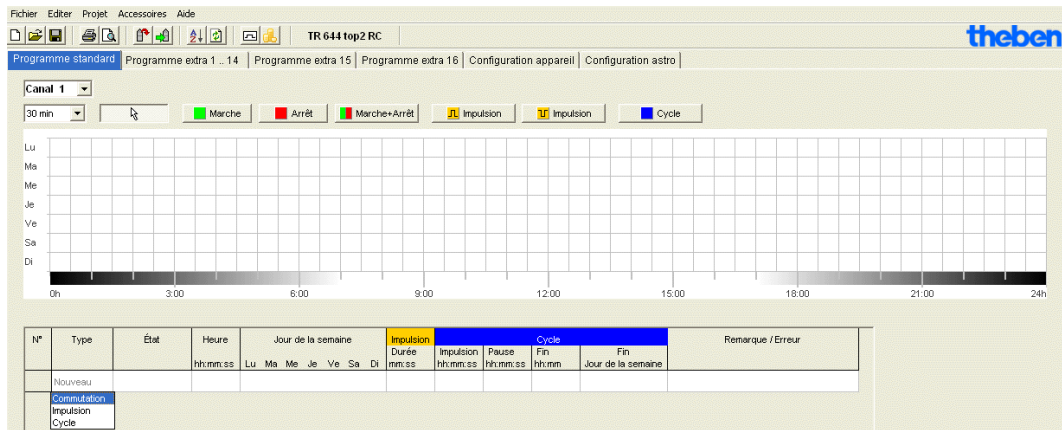 Fichier Editer Projet Accessoires Aide
TR 644 top2 RC
theben
Programme standard Programme extra 1 .. 14 Programme extra 15 Programme extra 16 Configuration appareil Configuration astro
Canal 1
30 min Marche Arrêt Marche+Arrêt Impulsion Impulsion Cycle
Lu
Ma
Me
Je
Ve
Sa
Di
0h 3:00 6:00 9:00 12:00 15:00 18:00 21:00 24h
N° Type État Heure Jour de la semaine Impulsion Cycle Remarque / Erreur
Durée Impulsion Pause Fin Fin
hh:mm:ss Lu Ma Me Je Ve Sa Di mm:ss hh:mm:ss hh:mm:ss hh:mm Jour de la semaine
Nouveau
Commutation
Impulsion
Cycle